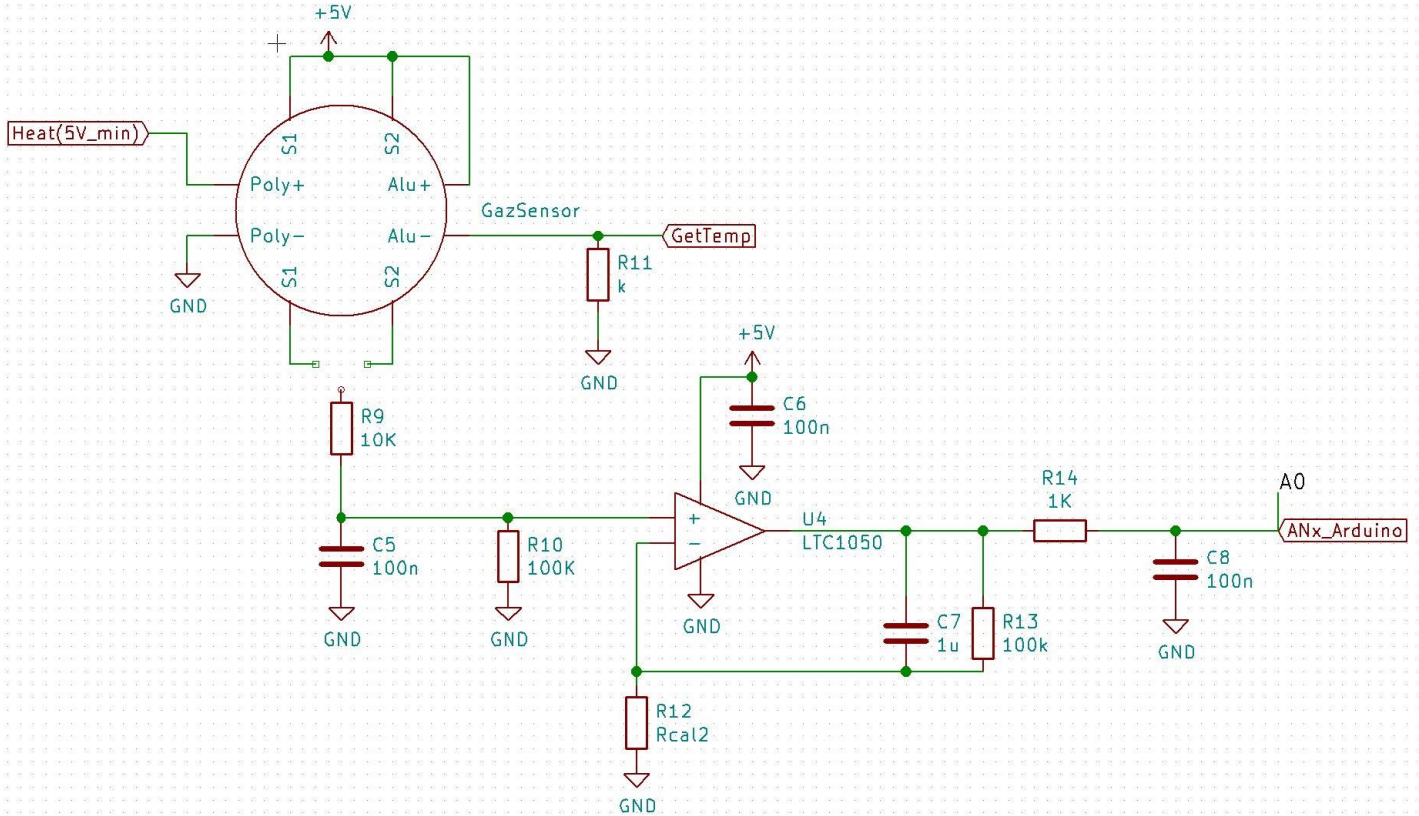 +5V
Heat(5V_min)
S1
S2
Poly+
Alu+
GazSensor
Poly-
Alu-
GetTemp
S1
S2
R11
k
GND
GND
+5V
R9
10K
C6
100n
GND
R14
1K
A0
U4
LTC1050
+
-
ANx_Arduino
C5
100n
R10
100K
C8
100n
GND
GND
GND
C7
1u
R13
100k
GND
R12
Rcal2
GND